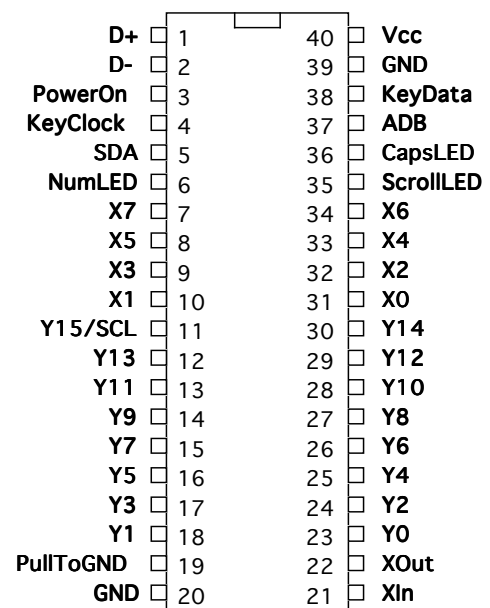 D+ 1 40 Vcc
D- 2 39 GND
PowerOn 3 38 KeyData
KeyClock 4 37 ADB
SDA 5 36 CapsLED
NumLED 6 35 ScrollLED
X7 7 34 X6
X5 8 33 X4
X3 9 32 X2
X1 10 31 X0
Y15/SCL 11 30 Y14
Y13 12 29 Y12
Y11 13 28 Y10
Y9 14 27 Y8
Y7 15 26 Y6
Y5 16 25 Y4
Y3 17 24 Y2
Y1 18 23 Y0
PullToGND 19 22 XOut
GND 20 21 XIn